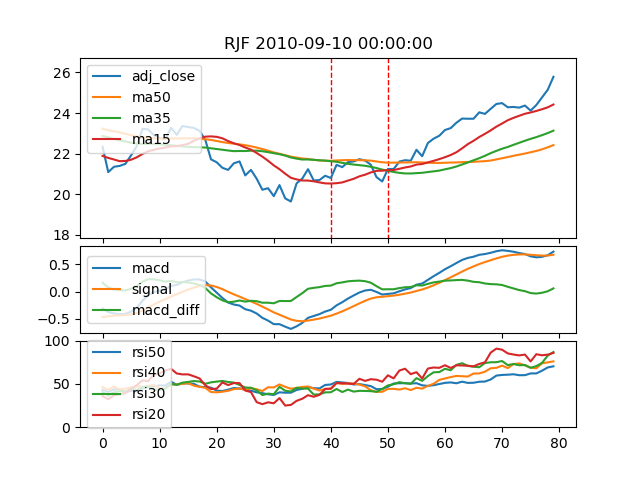 RJF 2010-09-10 00:00:00
26
24
22
20
18
adj_close
ma50
ma35
ma15
0.5
0.0
−0.5
macd
signal
macd_diff
100
50
0
rsi50
rsi40
rsi30
rsi20
0 10 20 30 40 50 60 70 80